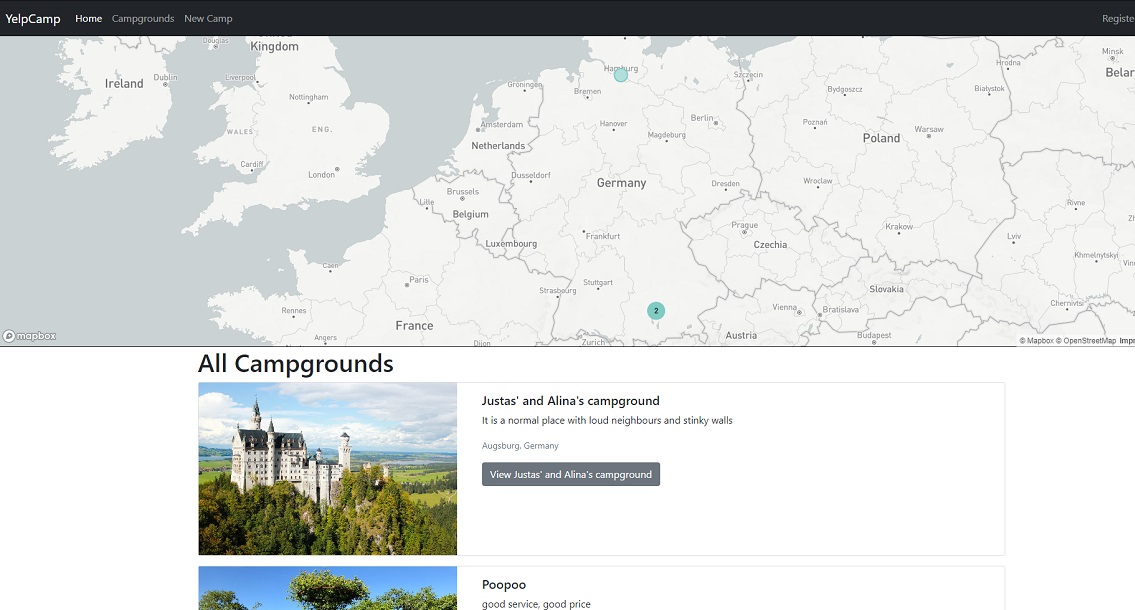 YelpCamp Home Campgrounds New Camp Registe
Douglas
United
Kingdom
Ireland
Dublin
Liverpool
Nottingham
WALES
ENG.
Cardiff
London
Hamburg
Groningen
Bremen
Szczecin
Hrodna
Minsk
Belar
Bydgoszcz
Białystok
Amsterdam
Netherlands
Hanover
Berlin
Magdeburg
Poznań
Poland
Warsaw
Dusseldorf
Germany
Dresden
Wroclaw
Brussels
Lille
Belgium
Rivne
Luxembourg
Frankfurt
Prague
Czechia
Krakow
Lviv
Khmelnytskyi
Caen
Paris
Strasbourg
Stuttgart
Slovakia
Vinn
Rennes
France
2
Vienna
Bratislava
Chernivtsi
Angers
Dijon
Zurich
Austria
Budapest
mapbox
© Mapbox © OpenStreetMap Impr
All Campgrounds
Justas' and Alina's campground
It is a normal place with loud neighbours and stinky walls
Augsburg, Germany
View Justas' and Alina's campground
Poopoo
good service, good price